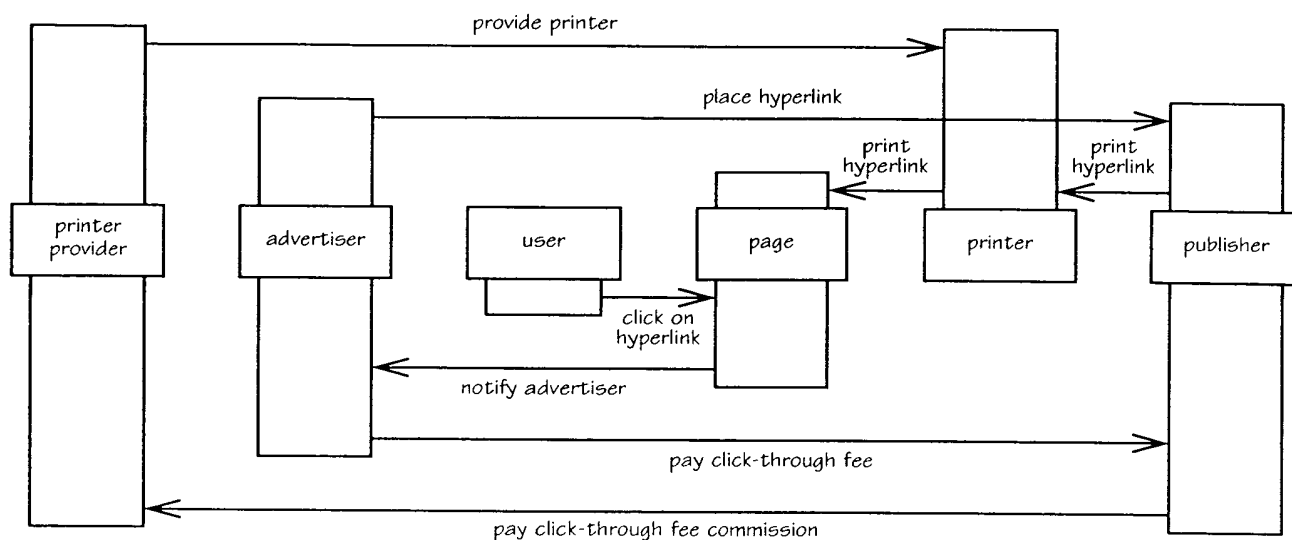 provide printer
place hyperlink
print
hyperlink
print
hyperlink
printer
provider
advertiser
user
page
printer
publisher
click on
hyperlink
notify advertiser
pay click-through fee
pay click-through fee commission